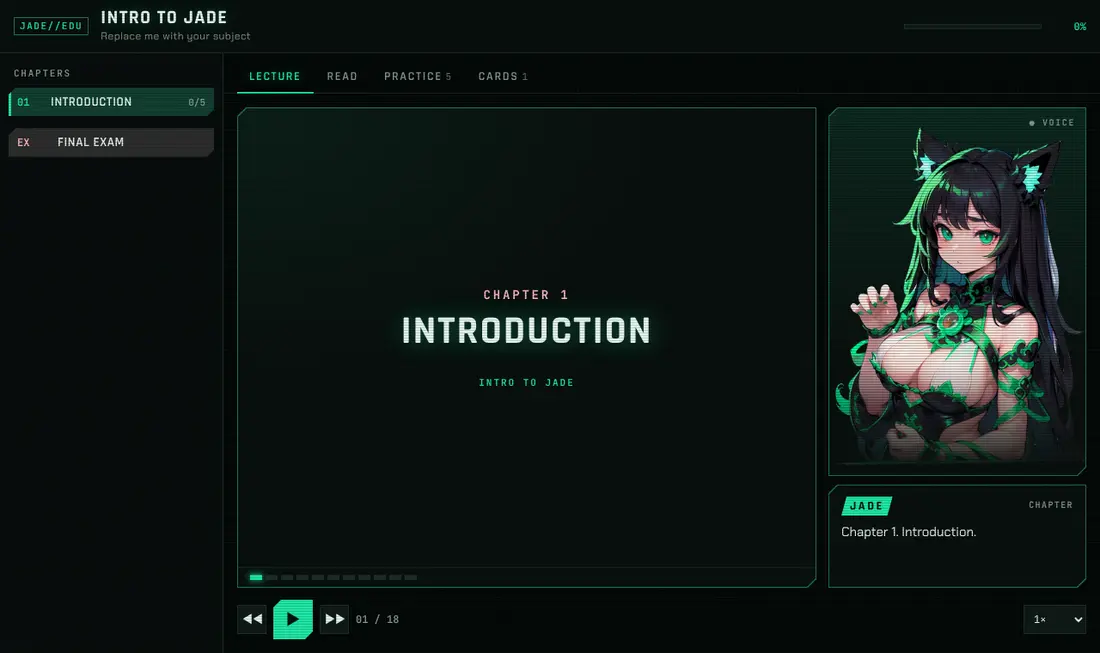 JADE//EDU
INTRO TO JADE
Replace me with your subject
0%
CHAPTERS
01 INTRODUCTION 0/5
EX FINAL EXAM
LECTURE READ PRACTICE 5 CARDS 1
CHAPTER 1
INTRODUCTION
INTRO TO JADE
VOICE
JADE CHAPTER
Chapter 1. Introduction.
01 / 18
1×